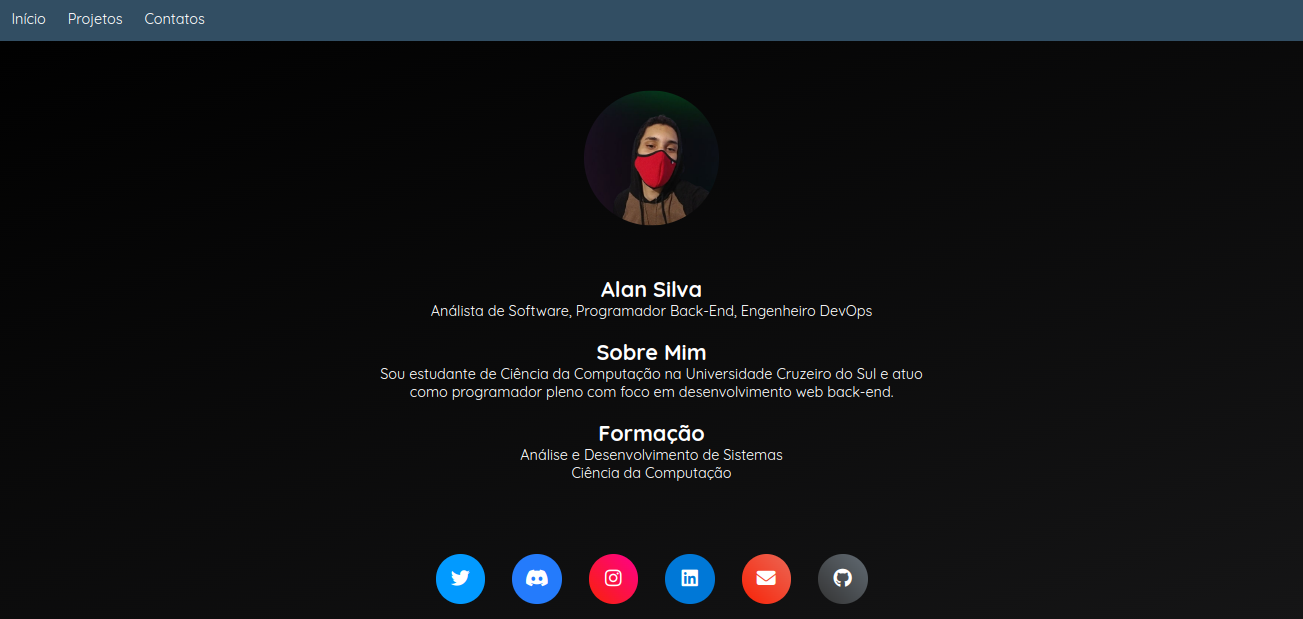 Início Projetos Contatos
Alan Silva
Análista de Software, Programador Back-End, Engenheiro DevOps
Sobre Mim
Sou estudante de Ciência da Computação na Universidade Cruzeiro do Sul e atuo
como programador pleno com foco em desenvolvimento web back-end.
Formação
Análise e Desenvolvimento de Sistemas
Ciência da Computação